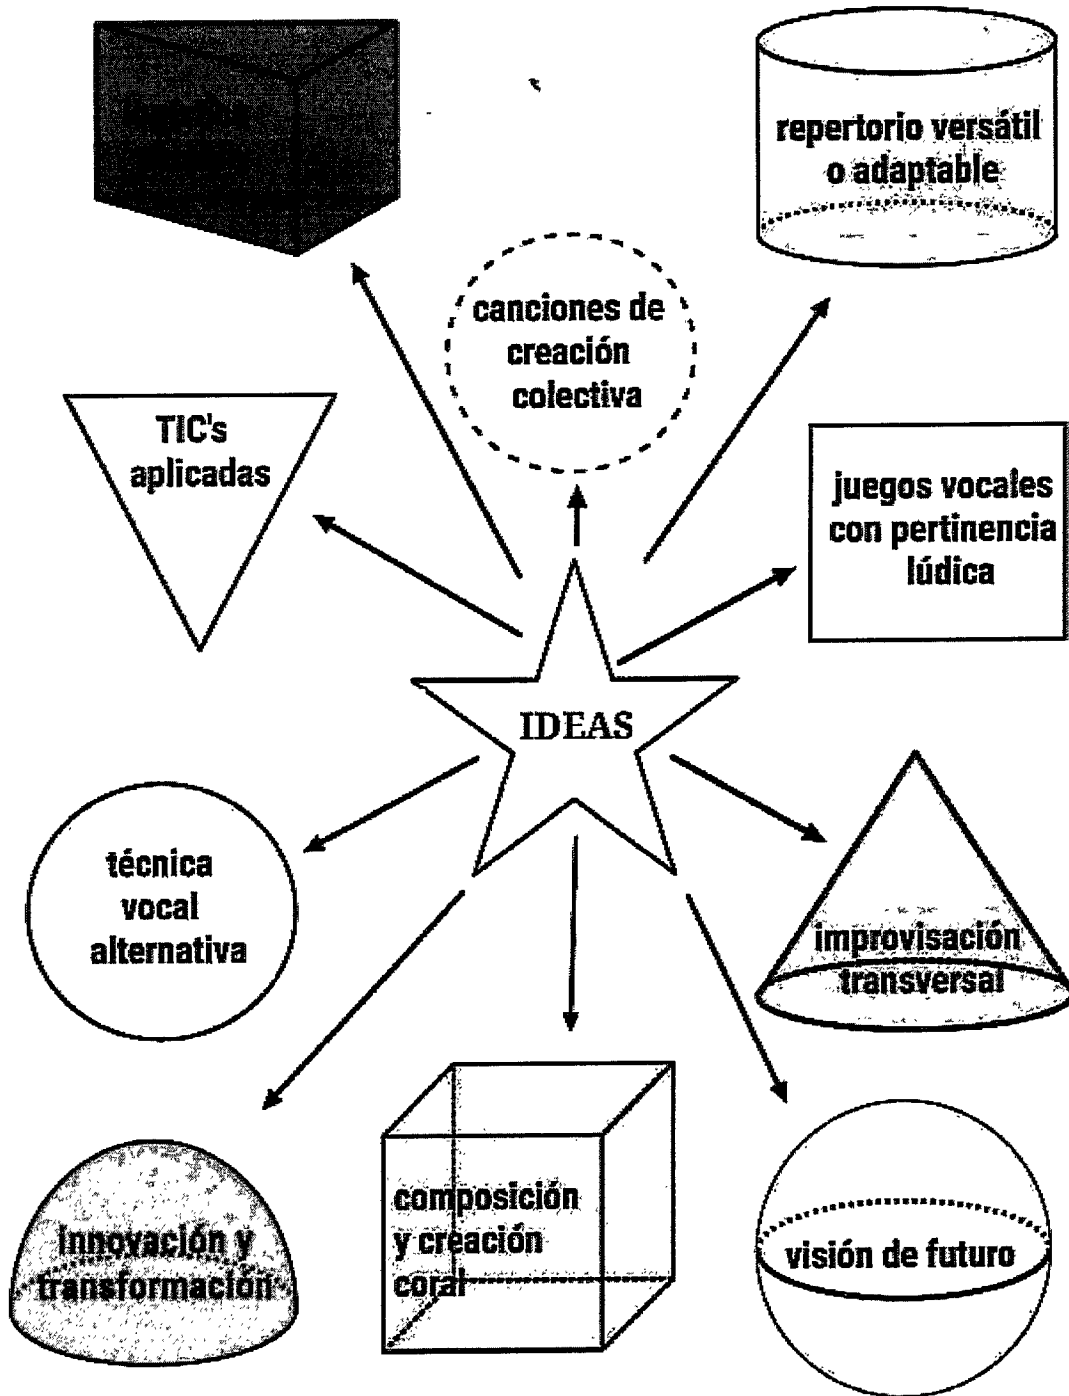 repertorio versátil
o adaptable
canciones de
creación
colectiva
TIC's
aplicadas
juegos vocales
con pertinencia
lúdica
IDEAS
técnica
vocal
alternativa
improvisación
transversal
innovación y
transformación
composición
y creación
coral
visión de futuro